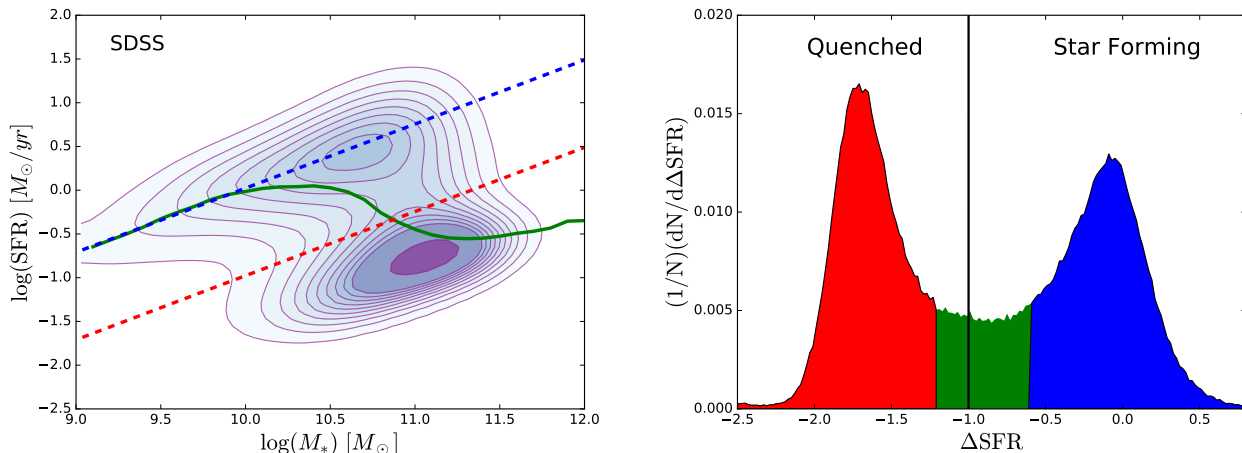 SDSS
2.0
1.5
1.0
0.5
0.0
−0.5
−1.0
−1.5
−2.0
−2.5
log(SFR) [M⊙/yr]
9.0 9.5 10.0 10.5 11.0 11.5 12.0
log(M*) [M⊙]
Quenched Star Forming
0.020
0.015
0.010
0.005
0.000
(1/N)(dN/dΔSFR)
−2.5 −2.0 −1.5 −1.0 −0.5 0.0 0.5
ΔSFR